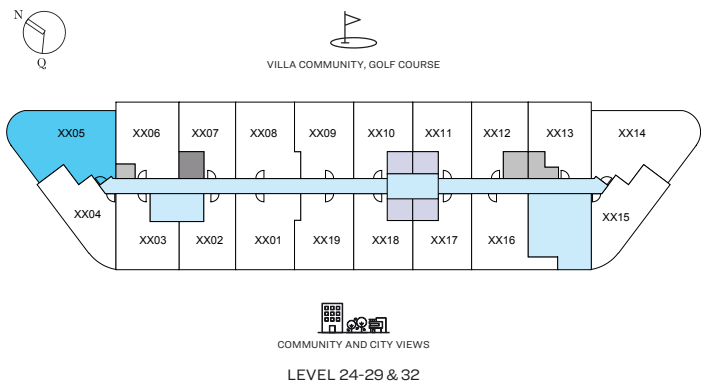 N
Q
VILLA COMMUNITY, GOLF COURSE
XX05 XX06 XX07 XX08 XX09 XX10 XX11 XX12 XX13 XX14
XX04 XX03 XX02 XX01 XX19 XX18 XX17 XX16 XX15
COMMUNITY AND CITY VIEWS
LEVEL 24-29 & 32